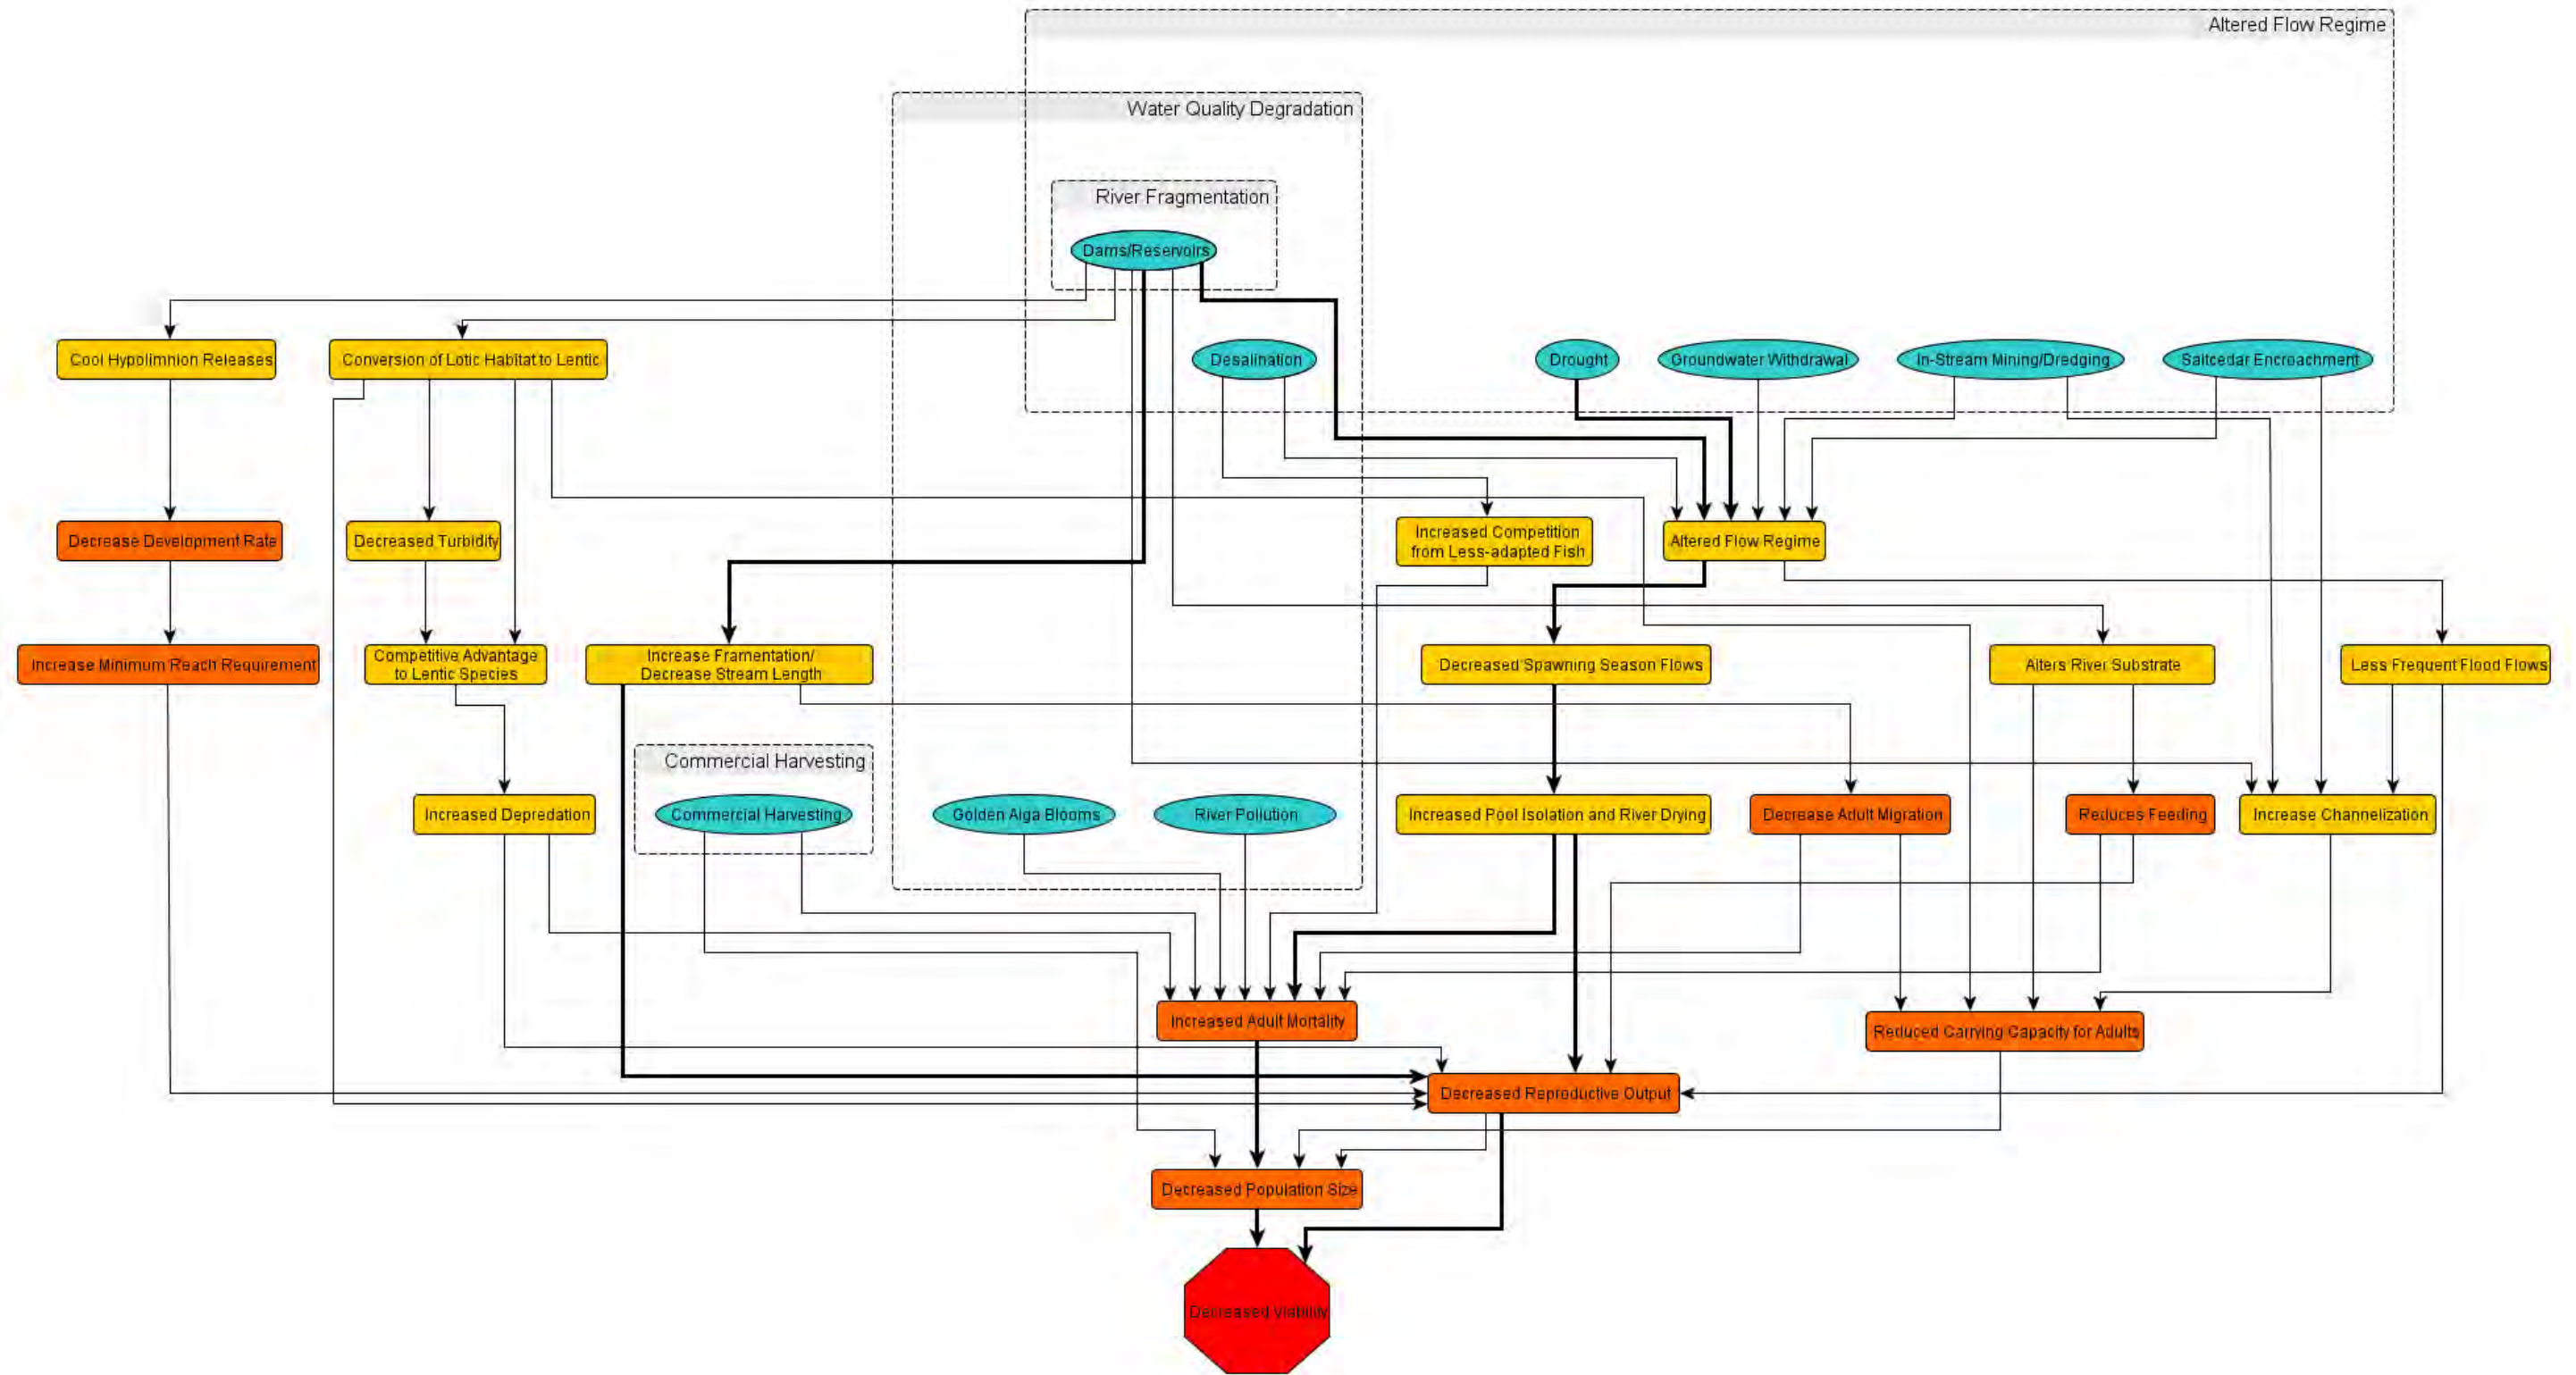 Altered Flow Regime
Water Quality Degradation
River Fragmentation
Dams/Reservoirs
Cool Hypolimnion Releases
Conversion of Lotic Habitat to Lentic
Desalination
Drought
Groundwater Withdrawal
In-Stream Mining/Dredging
Saltcedar Encroachment
Decrease Development Rate
Decreased Turbidity
Increased Competition
from Less-adapted Fish
Altered Flow Regime
Increase Minimum Reach Requirement
Competitive Advantage
to Lentic Species
Increase Framentation/
Decrease Stream Length
Decreased Spawning Season Flows
Alters River Substrate
Less Frequent Flood Flows
Commercial Harvesting
Increased Depredation
Commercial Harvesting
Golden Alga Blooms
River Pollution
Increased Pool Isolation and River Drying
Decrease Adult Migration
Reduces Feeding
Increase Channelization
Increased Adult Mortality
Reduced Carrying Capacity for Adults
Decreased Reproductive Output
Decreased Population Size
Decreased Viability